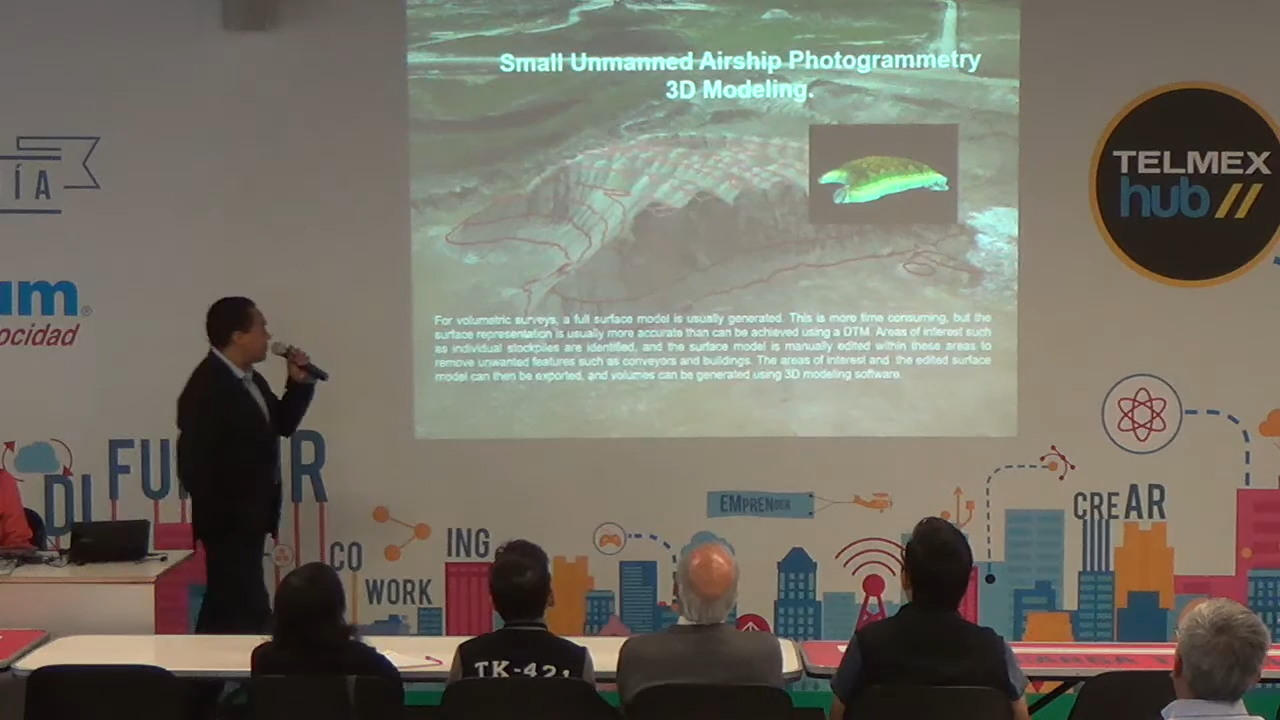 Small Unmanned Airship Photogrammetry
3D Modeling.
For volumetric surveys, a full surface model is usually generated. This is more time consuming, but the
surface representation is usually more accurate than can be achieved using a DTM. Areas of interest such
as individual stockpiles are identified, and the surface model is manually edited within these areas to
remove unwanted features such as conveyors and buildings. The areas of interest and the edited surface
model can then be exported, and volumes can be generated using 3D modeling software.
TELMEX
hub//
ÍA
um®
ocidad
DI
FU
R
CO
WORK
ING
EMPRENDER
CREAR
TK-421